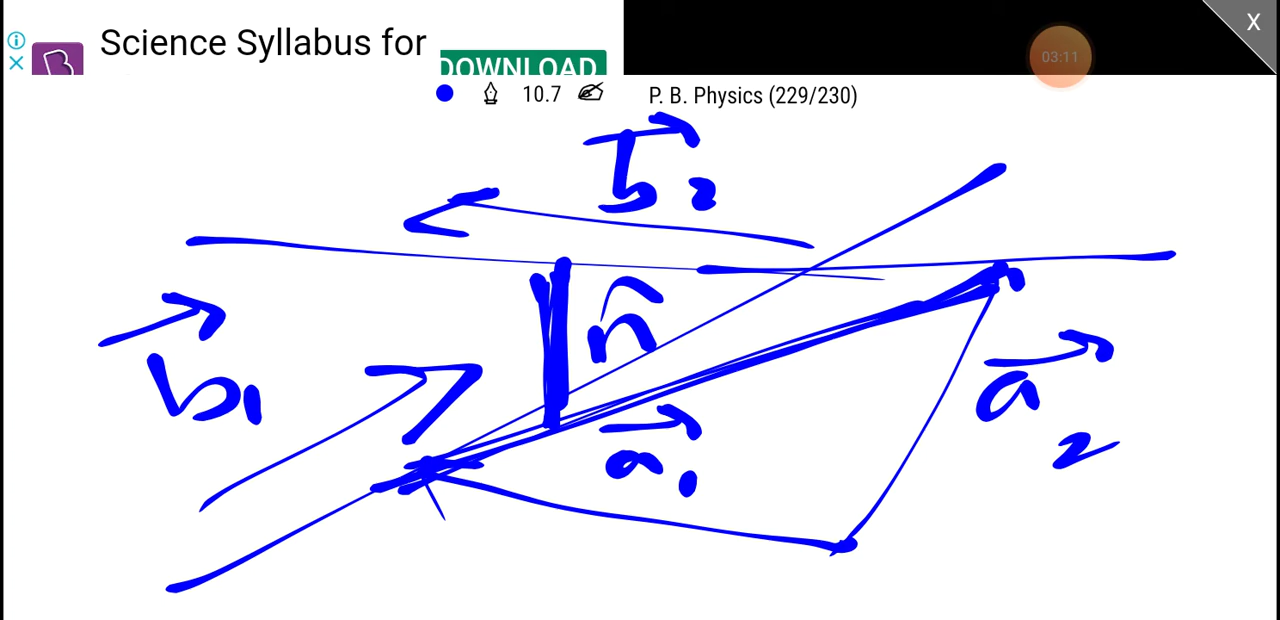 Science Syllabus for
DOWNLOAD
X
03:11
10.7
P. B. Physics (229/230)
b⃗₂
n̂
b⃗₁
a⃗₁
a⃗₂